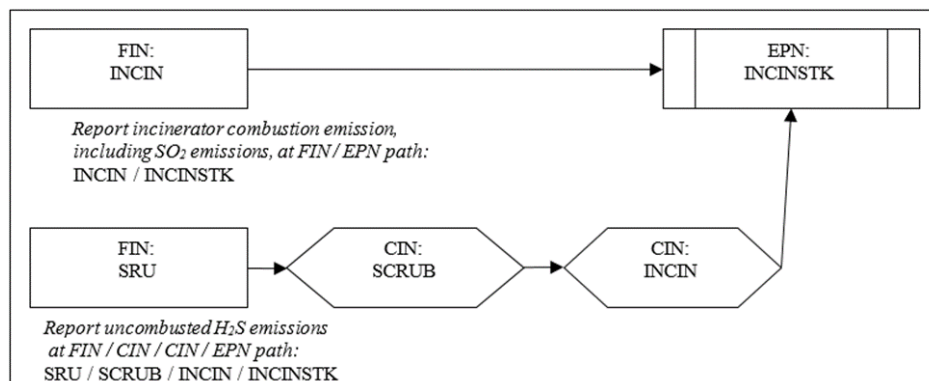 FIN:
INCIN
EPN:
INCINSTK
Report incinerator combustion emission,
including SO₂ emissions, at FIN / EPN path:
INCIN / INCINSTK
FIN:
SRU
CIN:
SCRUB
CIN:
INCIN
Report uncombusted H₂S emissions
at FIN / CIN / CIN / EPN path:
SRU / SCRUB / INCIN / INCINSTK